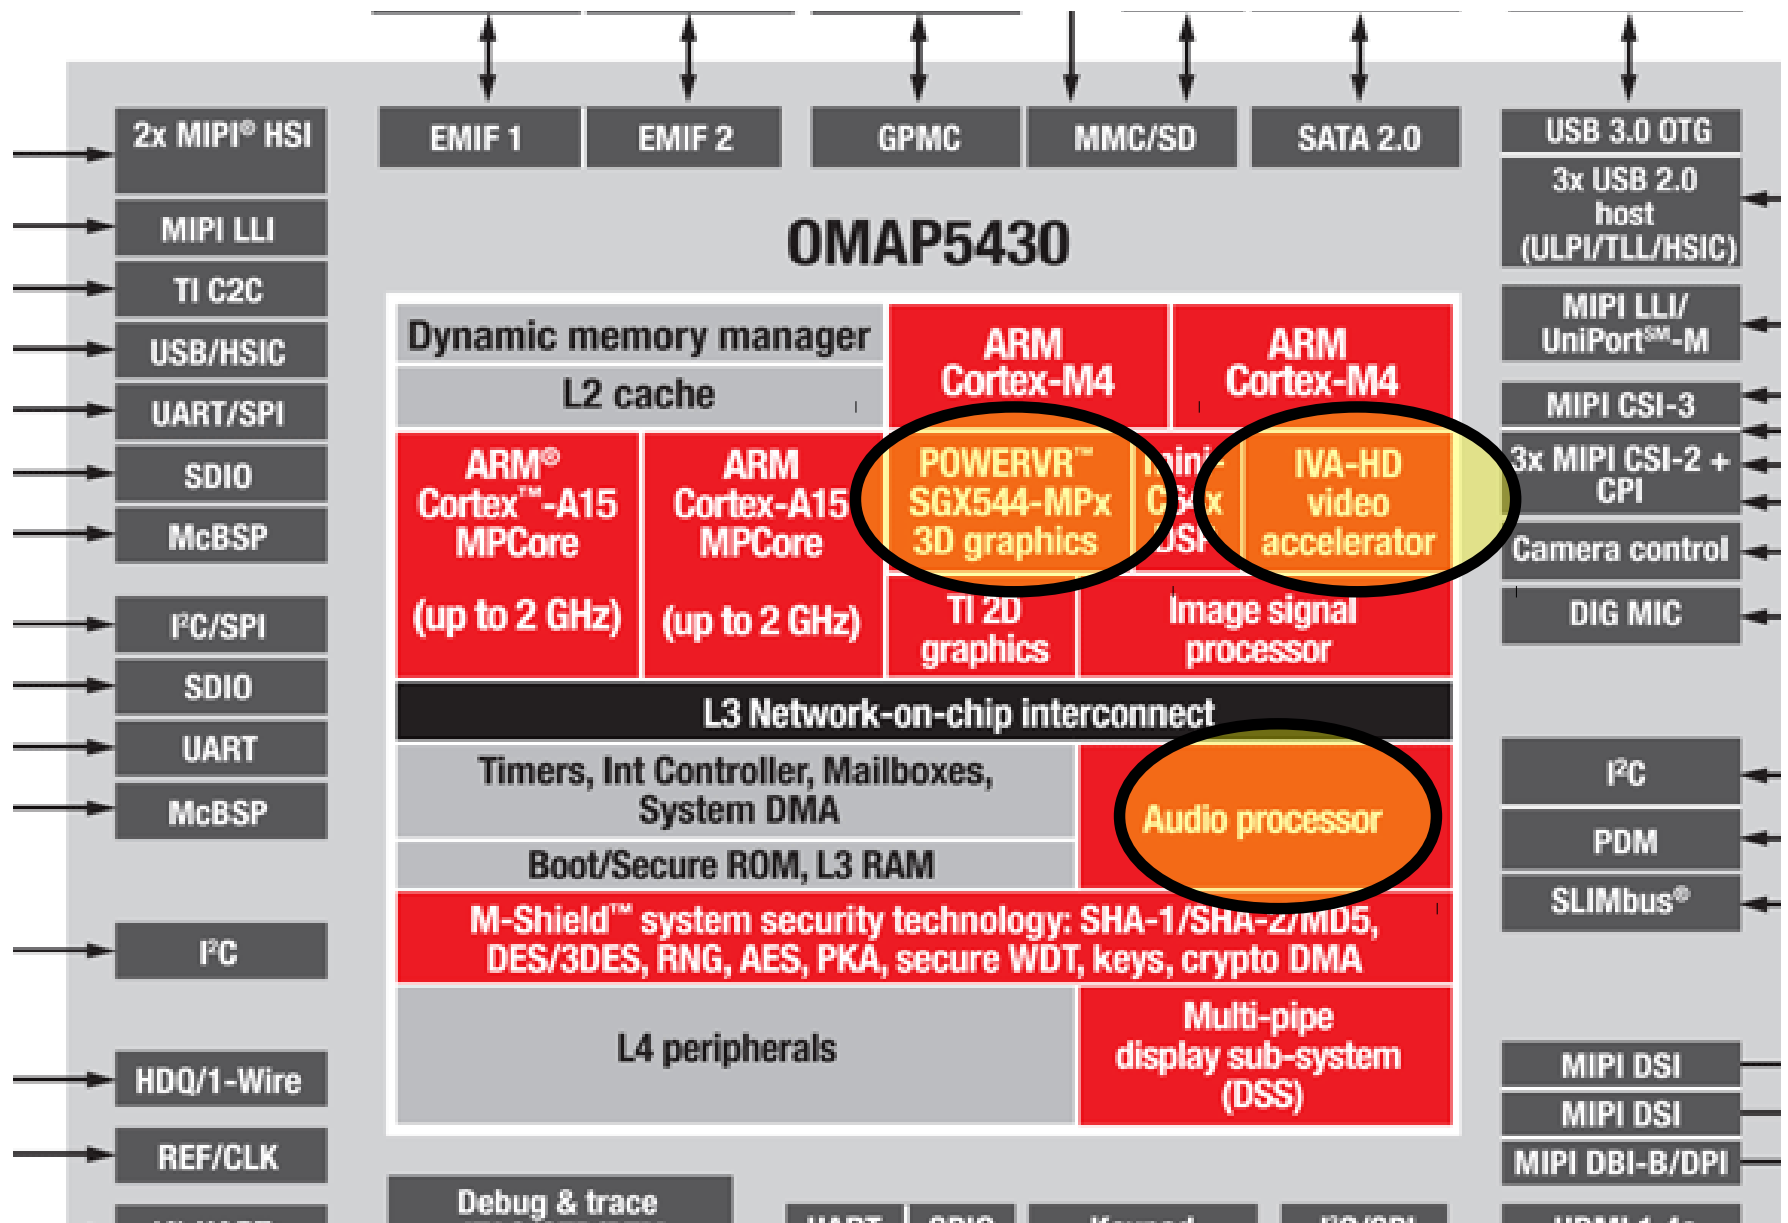 2x MIPI® HSI
MIPI LLI
TI C2C
USB/HSIC
UART/SPI
SDIO
McBSP
I²C/SPI
SDIO
UART
McBSP
I²C
HDQ/1-Wire
REF/CLK
EMIF 1
EMIF 2
GPMC
MMC/SD
SATA 2.0
OMAP5430
Dynamic memory manager
L2 cache
ARM
Cortex-M4
ARM
Cortex-M4
ARM®
Cortex™-A15
MPCore
(up to 2 GHz)
ARM
Cortex-A15
MPCore
(up to 2 GHz)
POWERVR™
SGX544-MPx
3D graphics
mini-
C64x
DSP
IVA-HD
video
accelerator
TI 2D
graphics
Image signal
processor
L3 Network-on-chip interconnect
Timers, Int Controller, Mailboxes,
System DMA
Audio processor
Boot/Secure ROM, L3 RAM
M-Shield™ system security technology: SHA-1/SHA-2/MD5,
DES/3DES, RNG, AES, PKA, secure WDT, keys, crypto DMA
L4 peripherals
Multi-pipe
display sub-system
(DSS)
USB 3.0 OTG
3x USB 2.0
host
(ULPI/TLL/HSIC)
MIPI LLI/
UniPort℠-M
MIPI CSI-3
3x MIPI CSI-2 +
CPI
Camera control
DIG MIC
I²C
PDM
SLIMbus®
MIPI DSI
MIPI DSI
MIPI DBI-B/DPI
Debug & trace
UART
GPIO
Keypad
I²C/SPI